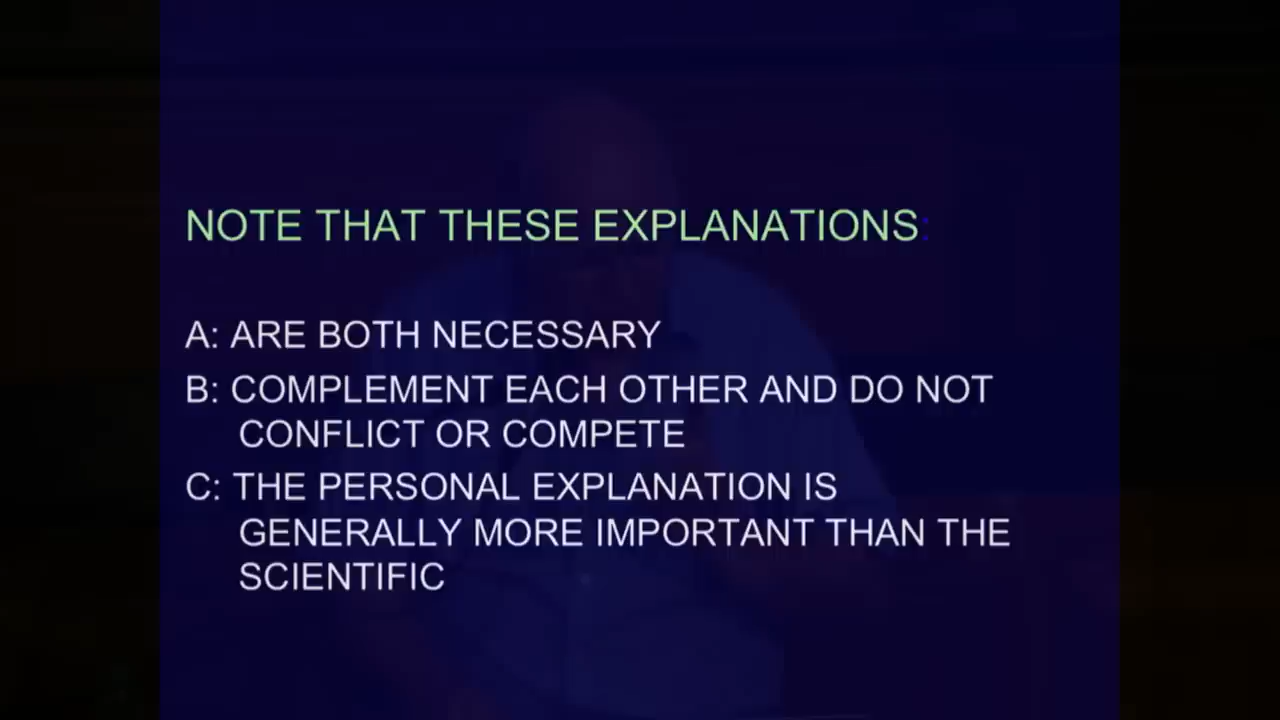 NOTE THAT THESE EXPLANATIONS:
A: ARE BOTH NECESSARY
B: COMPLEMENT EACH OTHER AND DO NOT
CONFLICT OR COMPETE
C: THE PERSONAL EXPLANATION IS
GENERALLY MORE IMPORTANT THAN THE
SCIENTIFIC